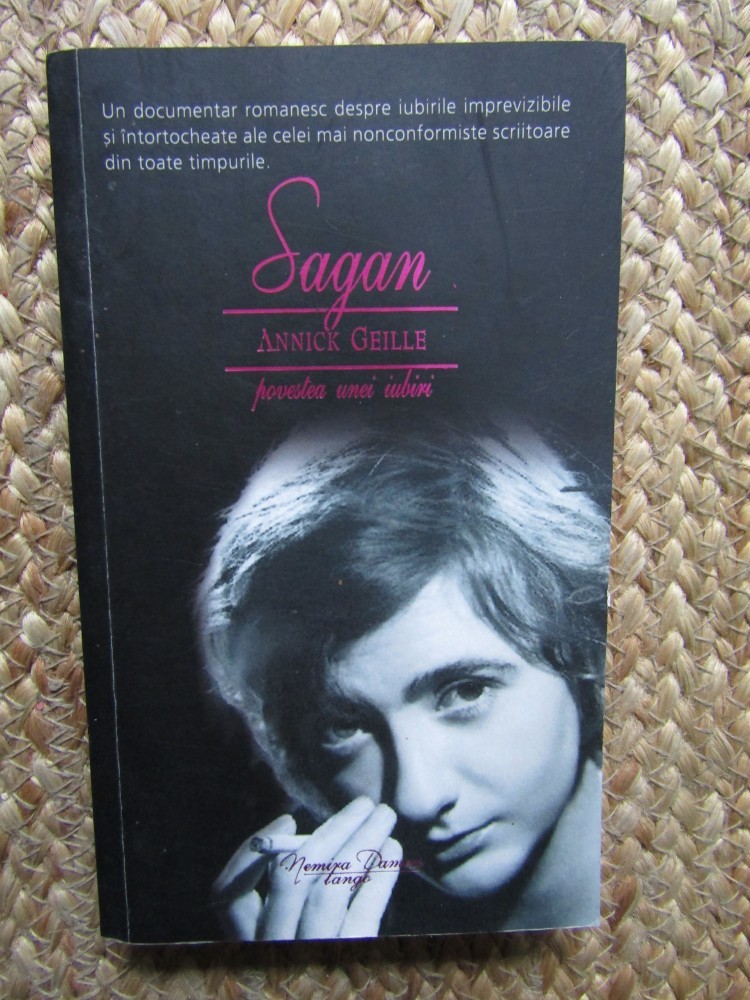 Un documentar romanesc despre iubirile imprevizibile
și întortocheate ale celei mai nonconformiste scriitoare
din toate timpurile.
Sagan
ANNICK GEILLE
povestea unei iubiri
Nemira
tango